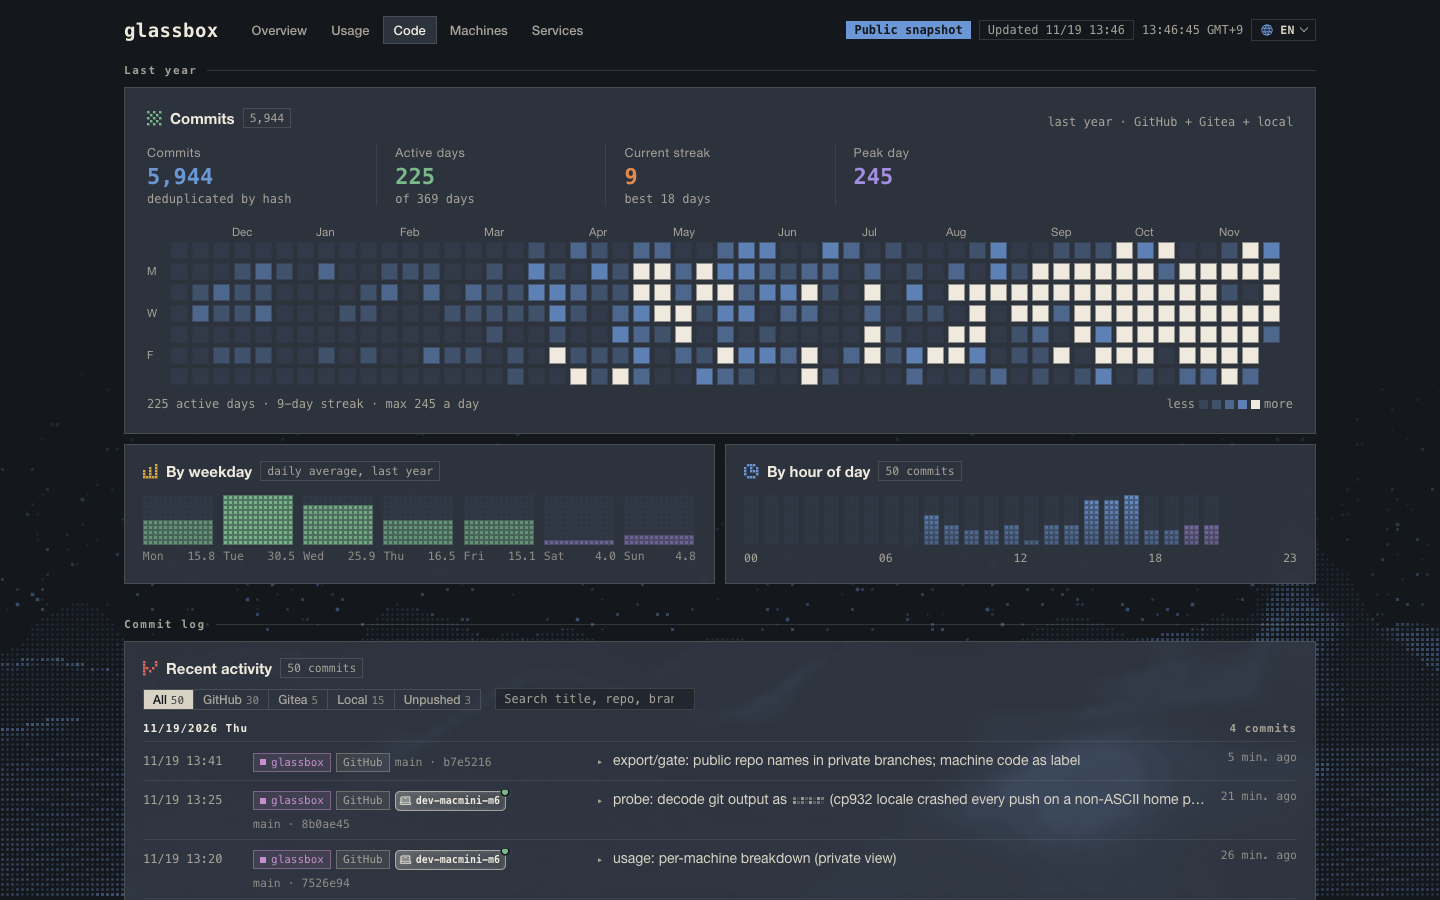 glassbox Overview Usage Code Machines Services Public snapshot Updated 11/19 13:46 13:46:45 GMT+9 EN
Last year
Commits 5,944 last year · GitHub + Gitea + local
Commits Active days Current streak Peak day
5,944 225 9 245
deduplicated by hash of 369 days best 18 days
Dec Jan Feb Mar Apr May Jun Jul Aug Sep Oct Nov
M
W
F
225 active days · 9-day streak · max 245 a day less more
By weekday daily average, last year By hour of day 50 commits
Mon 15.8 Tue 30.5 Wed 25.9 Thu 16.5 Fri 15.1 Sat 4.0 Sun 4.8 00 06 12 18 23
Commit log
Recent activity 50 commits
All 50 GitHub 30 Gitea 5 Local 15 Unpushed 3 Search title, repo, bra
11/19/2026 Thu 4 commits
11/19 13:41 glassbox GitHub main · b7e5216 ▸ export/gate: public repo names in private branches; machine code as label 5 min. ago
11/19 13:25 glassbox GitHub dev-macmini-m6 ▸ probe: decode git output as (cp932 locale crashed every push on a non-ASCII home p… 21 min. ago
main · 8b0ae45
11/19 13:20 glassbox GitHub dev-macmini-m6 ▸ usage: per-machine breakdown (private view) 26 min. ago
main · 7526e94